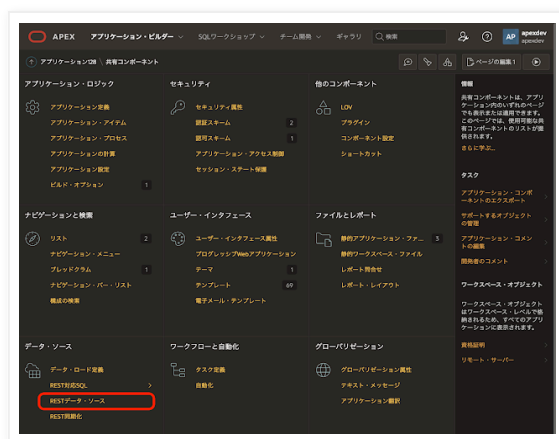 APEX アプリケーション・ビルダー SQLワークショップ チーム開発 ギャラリ 検索 AP apexdev
apexdev
アプリケーション128 \ 共有コンポーネント ページの編集1
アプリケーション・ロジック
アプリケーション定義
アプリケーション・アイテム
アプリケーション・プロセス
アプリケーションの計算
アプリケーション設定
ビルド・オプション 1
セキュリティ
セキュリティ属性
認証スキーム 2
認可スキーム 1
アプリケーション・アクセス制御
セッション・ステート保護
他のコンポーネント
LOV
プラグイン
コンポーネント設定
ショートカット
ナビゲーションと検索
リスト 2
ナビゲーション・メニュー
ブレッドクラム 1
ナビゲーション・バー・リスト
構成の検索
ユーザー・インタフェース
ユーザー・インタフェース属性
プログレッシブWebアプリケーション
テーマ 1
テンプレート 69
電子メール・テンプレート
ファイルとレポート
静的アプリケーション・ファ... 3
静的ワークスペース・ファイル
レポート問合せ
レポート・レイアウト
データ・ソース
データ・ロード定義
REST対応SQL
RESTデータ・ソース
REST同期化
ワークフローと自動化
タスク定義
自動化
グローバリゼーション
グローバリゼーション属性
テキスト・メッセージ
アプリケーション翻訳
情報
共有コンポーネントは、アプリ
ケーション内のいずれのページ
でも表示または適用できます。
このページでは、使用可能な共
有コンポーネントのリストが提
供されます。
さらに学ぶ...
タスク
アプリケーション・コンポ
ーネントのエクスポート
サポートするオブジェクト
の管理
アプリケーション・コメン
トの編集
開発者のコメント
ワークスペース・オブジェクト
ワークスペース・オブジェクト
はワークスペース・レベルで格
納されるため、すべてのアプリ
ケーションに表示されます。
資格証明
リモート・サーバー